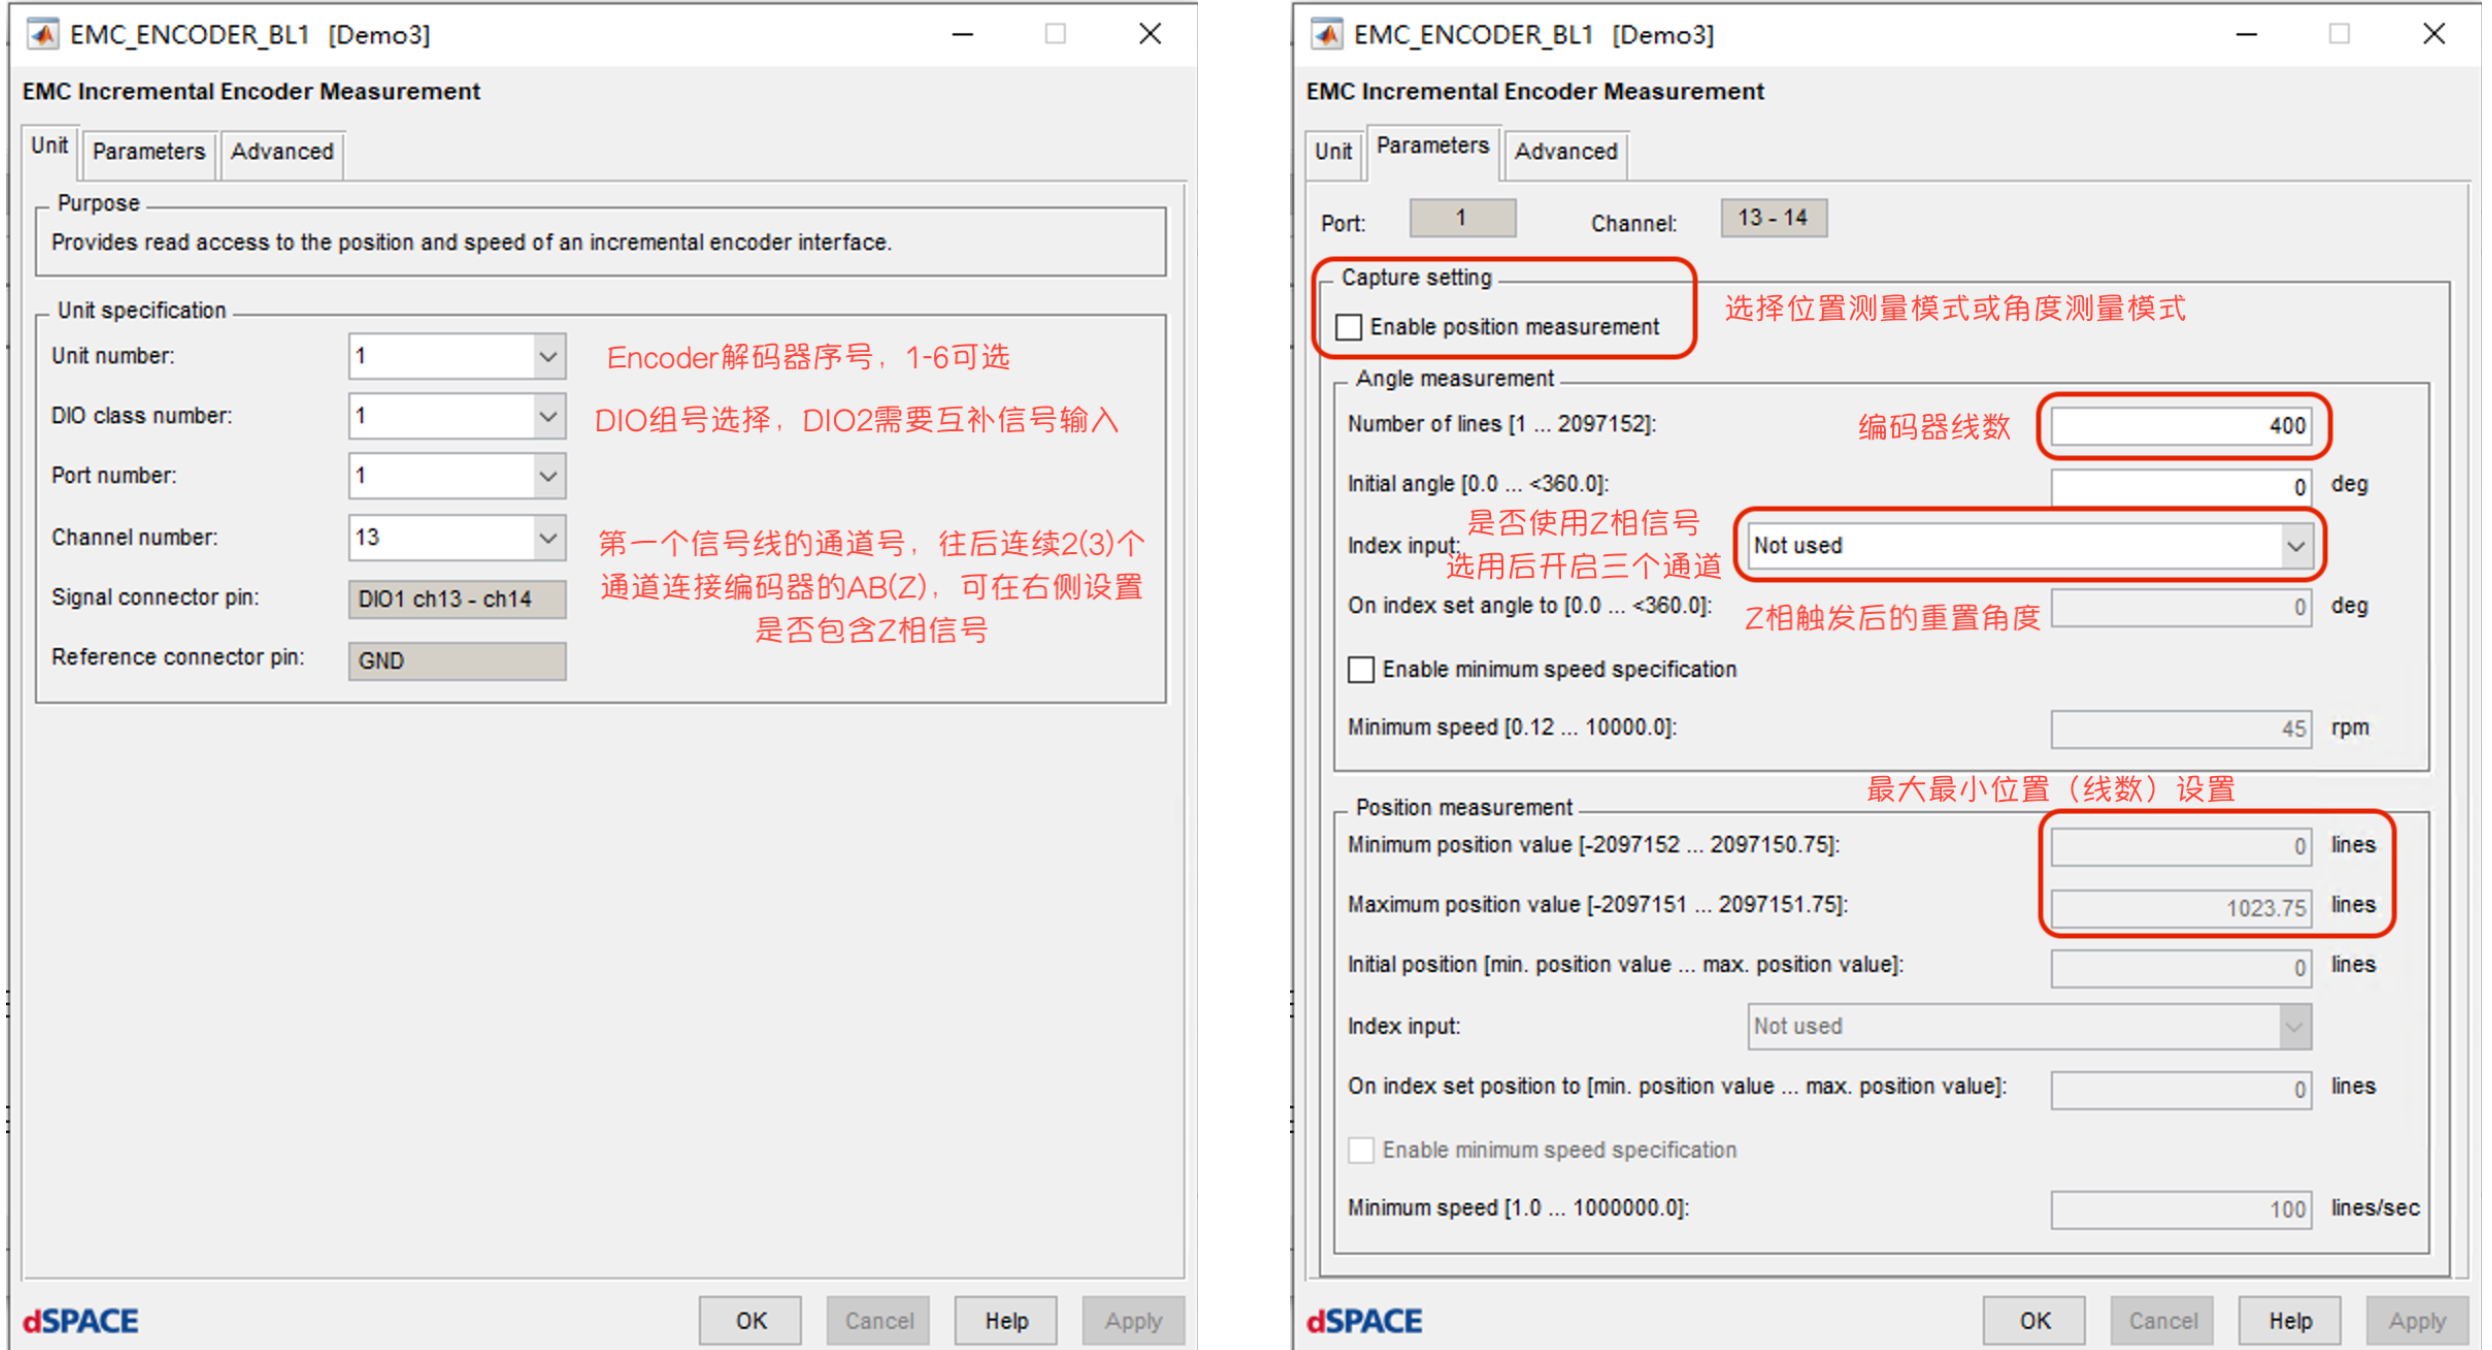 EMC_ENCODER_BL1 [Demo3]
EMC Incremental Encoder Measurement
Unit
Parameters
Advanced
Purpose
Provides read access to the position and speed of an incremental encoder interface.
Unit specification
Unit number:
1
Encoder解码器序号，1-6可选
DIO class number:
1
DIO组号选择，DIO2需要互补信号输入
Port number:
1
Channel number:
13
第一个信号线的通道号，往后连续2(3)个
通道连接编码器的AB(Z)，可在右侧设置
是否包含Z相信号
Signal connector pin:
DIO1 ch13 - ch14
Reference connector pin:
GND
dSPACE
OK
Cancel
Help
Apply
EMC_ENCODER_BL1 [Demo3]
EMC Incremental Encoder Measurement
Unit
Parameters
Advanced
Port:
1
Channel:
13 - 14
Capture setting
Enable position measurement
选择位置测量模式或角度测量模式
Angle measurement
Number of lines [1 ... 2097152]:
编码器线数
400
Initial angle [0.0 ... <360.0]:
0
deg
是否使用Z相信号
Index input:
选用后开启三个通道
Not used
On index set angle to [0.0 ... <360.0]:
Z相触发后的重置角度
0
deg
Enable minimum speed specification
Minimum speed [0.12 ... 10000.0]:
45
rpm
最大最小位置（线数）设置
Position measurement
Minimum position value [-2097152 ... 2097150.75]:
0
lines
Maximum position value [-2097151 ... 2097151.75]:
1023.75
lines
Initial position [min. position value ... max. position value]:
0
lines
Index input:
Not used
On index set position to [min. position value ... max. position value]:
0
lines
Enable minimum speed specification
Minimum speed [1.0 ... 1000000.0]:
100
lines/sec
dSPACE
OK
Cancel
Help
Apply